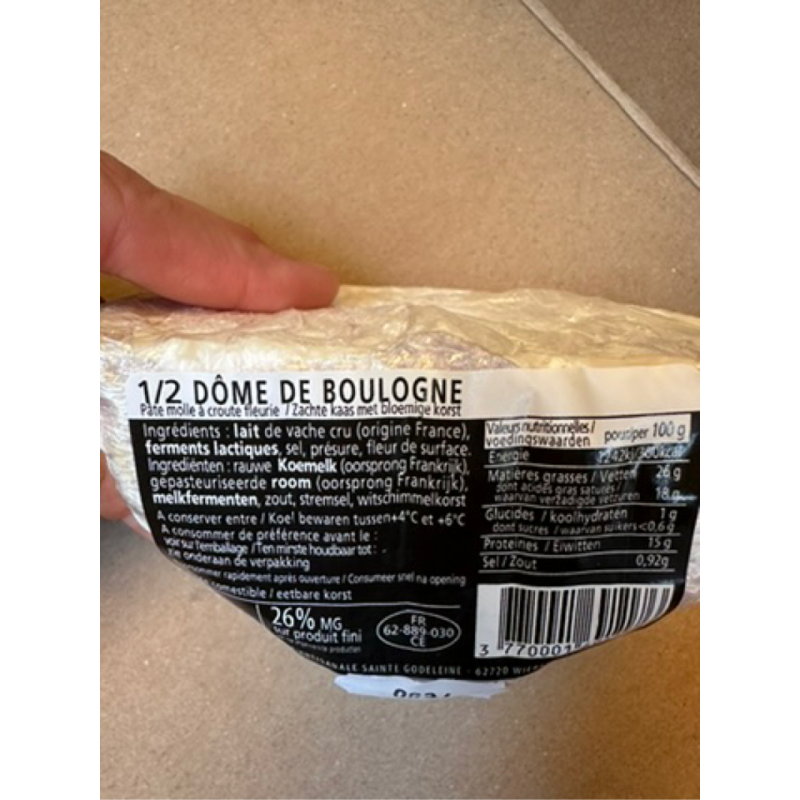 1/2 DÔME DE BOULOGNE
Pâte molle à croute fleurie / Zachte kaas met bloemige korst
Ingrédients : lait de vache cru (origine France),
ferments lactiques, sel, présure, fleur de surface.
Ingrediënten : rauwe Koemelk (oorsprong Frankrijk),
gepasteuriseerde room (oorsprong Frankrijk),
melkfermenten, zout, stremsel, witschimmelkorst
A conserver entre / Koel bewaren tussen+4°C et +6°C
A consommer de préférence avant le :
voir sur l'emballage / Ten minste houdbaar tot :
zie onderaan de verpakking
rapidement après ouverture / Consumeer snel na opening
/ eetbare korst
26% MG
sur produit fini
FR
62-889-030
CE
SAINTE GODELEINE - 62720
Valeurs nutritionnelles /
voedingswaarden pour/per 100 g
Energie
Matières grasses / Vetten 26 g
dont acides gras saturés /
waarvan verzadigde vetzuren 18 g
Glucides / koolhydraten 1 g
dont sucres / waarvan suikers <0,6 g
Protéines / Eiwitten 15 g
Sel / Zout 0,92g
3 770001